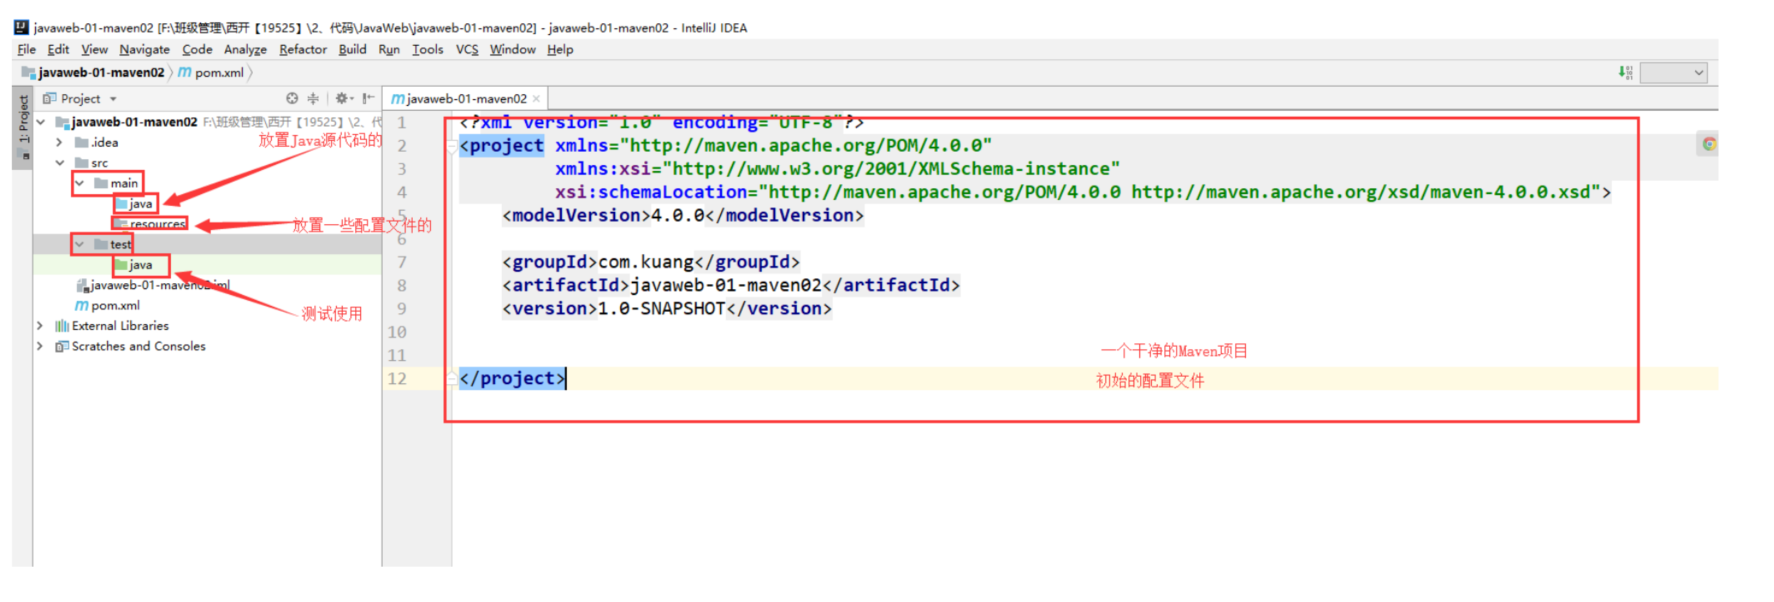 javaweb-01-maven02 [F:\班级管理\西开【19525】\2、代码\JavaWeb\javaweb-01-maven02] - javaweb-01-maven02 - IntelliJ IDEA
File Edit View Navigate Code Analyze Refactor Build Run Tools VCS Window Help
javaweb-01-maven02 pom.xml
Project
1: Project
javaweb-01-maven02 F:\班级管理\西开【19525】\2、代
.idea
放置Java源代码的
src
main
java
resources
放置一些配置文件的
test
java
javaweb-01-maven02.iml
pom.xml
测试使用
External Libraries
Scratches and Consoles
javaweb-01-maven02
1 <?xml version="1.0" encoding="UTF-8"?>
2 <project xmlns="http://maven.apache.org/POM/4.0.0"
3 xmlns:xsi="http://www.w3.org/2001/XMLSchema-instance"
4 xsi:schemaLocation="http://maven.apache.org/POM/4.0.0 http://maven.apache.org/xsd/maven-4.0.0.xsd">
5 <modelVersion>4.0.0</modelVersion>
6
7 <groupId>com.kuang</groupId>
8 <artifactId>javaweb-01-maven02</artifactId>
9 <version>1.0-SNAPSHOT</version>
10
11
一个干净的Maven项目
12 </project>
初始的配置文件